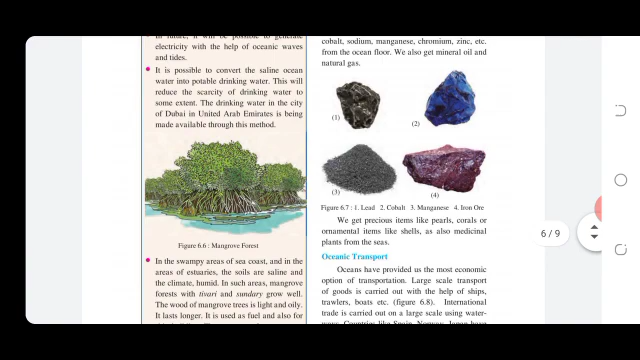 In future, it will be possible to generate
electricity with the help of oceanic waves
and tides.
It is possible to convert the saline ocean
water into potable drinking water. This will
reduce the scarcity of drinking water to
some extent. The drinking water in the city
of Dubai in United Arab Emirates is being
made available through this method.
Figure 6.6 : Mangrove Forest
In the swampy areas of sea coast, and in the
areas of estuaries, the soils are saline and
the climate, humid. In such areas, mangrove
forests with tivari and sundary grow well.
The wood of mangrove trees is light and oily.
It lasts longer. It is used as fuel and also for
cobalt, sodium, manganese, chromium, zinc, etc.
from the ocean floor. We also get mineral oil and
natural gas.
(1)
(2)
(3)
(4)
Figure 6.7 : 1. Lead 2. Cobalt 3. Manganese 4. Iron Ore
We get precious items like pearls, corals or
ornamental items like shells, as also medicinal
plants from the seas.
Oceanic Transport
Oceans have provided us the most economic
option of transportation. Large scale transport
of goods is carried out with the help of ships,
trawlers, boats etc. (figure 6.8). International
trade is carried out on a large scale using water-
ways. Countries like Spain, Norway, Japan have
6 / 9